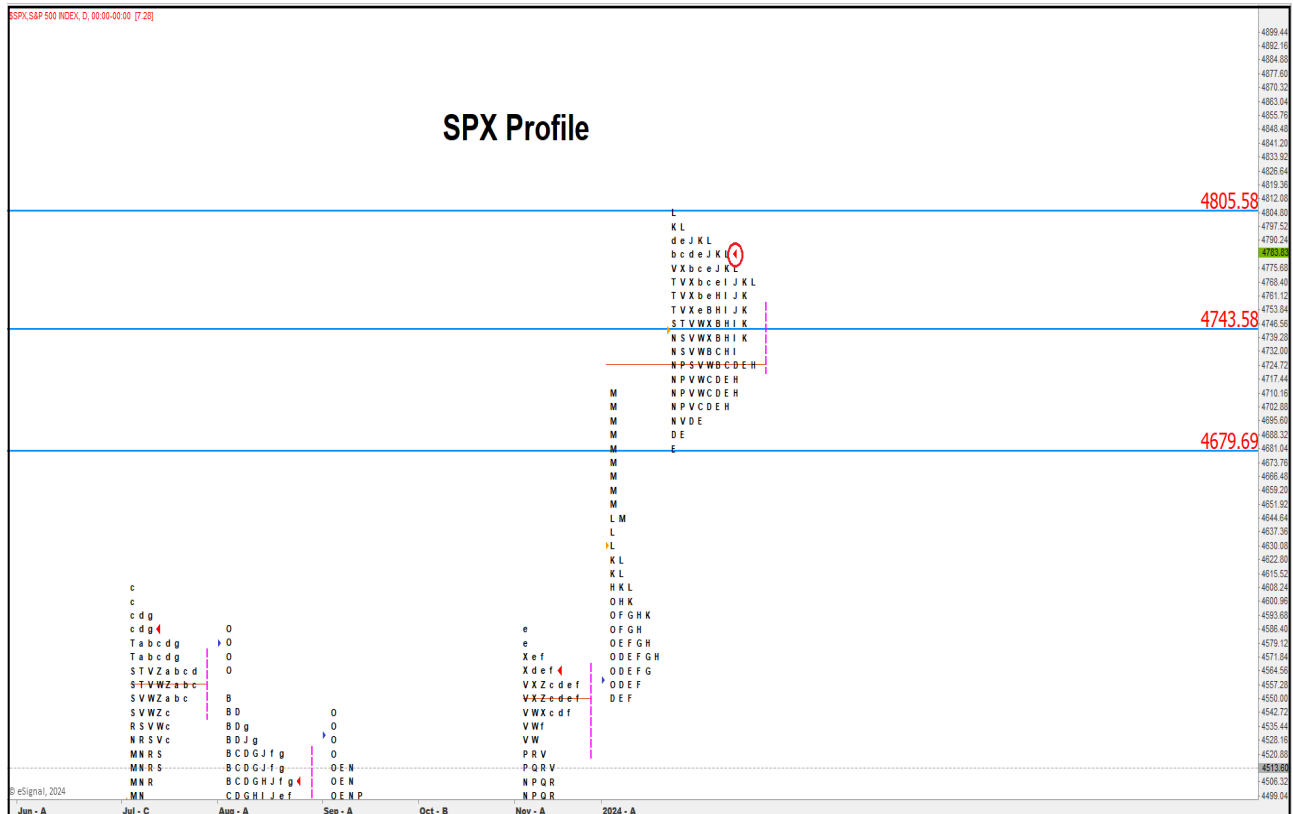 $SPX,S&P 500 INDEX, D, 00:00-00:00 [7.28]
SPX Profile
4805.58
4743.58
4679.69
4899.44
4892.16
4884.88
4877.60
4870.32
4863.04
4855.76
4848.48
4841.20
4833.92
4826.64
4819.36
4812.08
4804.80
4797.52
4790.24
4783.83
4775.68
4768.40
4761.12
4753.84
4746.56
4739.28
4732.00
4724.72
4717.44
4710.16
4702.88
4695.60
4688.32
4681.04
4673.76
4666.48
4659.20
4651.92
4644.64
4637.36
4630.08
4622.80
4615.52
4608.24
4600.96
4593.68
4586.40
4579.12
4571.84
4564.56
4557.28
4550.00
4542.72
4535.44
4528.16
4520.88
4513.60
4506.32
4499.04
c
c
c d g
c d g
T a b c d g
T a b c d g
S T V Z a b c d
S T V W Z a b c
S V W Z a b c
S V W Z c
R S V W c
N R S V c
M N R S
M N R S
M N R
M N
O
O
O
O
B
B D
B D g
B D J g
B C D G J f g
B C D G J f g
B C D G H J f g
C D G H I J e f
O
O
O
O
O E N
O E N
O E N P
e
e
X e f
X d e f
V X Z c d e f
V X Z c d e f
V W X c d f
V W f
V W
P R V
P Q R V
N P Q R
N P Q R
M
M
M
M
M
M
M
M
M
L M
L
L
K L
K L
H K L
O H K
O F G H K
O F G H
O E F G H
O D E F G H
O D E F G
O D E F
D E F
L
K L
d e J K L
b c d e J K L
V X b c e J K L
T V X b c e I J K L
T V X b e H I J K
T V X e B H I J K
S T V W X B H I K
N S V W X B H I K
N S V W B C H I
N P S V W B C D E H
N P V W C D E H
N P V W C D E H
N P V C D E H
N V D E
D E
E
© eSignal, 2024
Jun - A
Jul - C
Aug - A
Sep - A
Oct - B
Nov - A
2024 - A